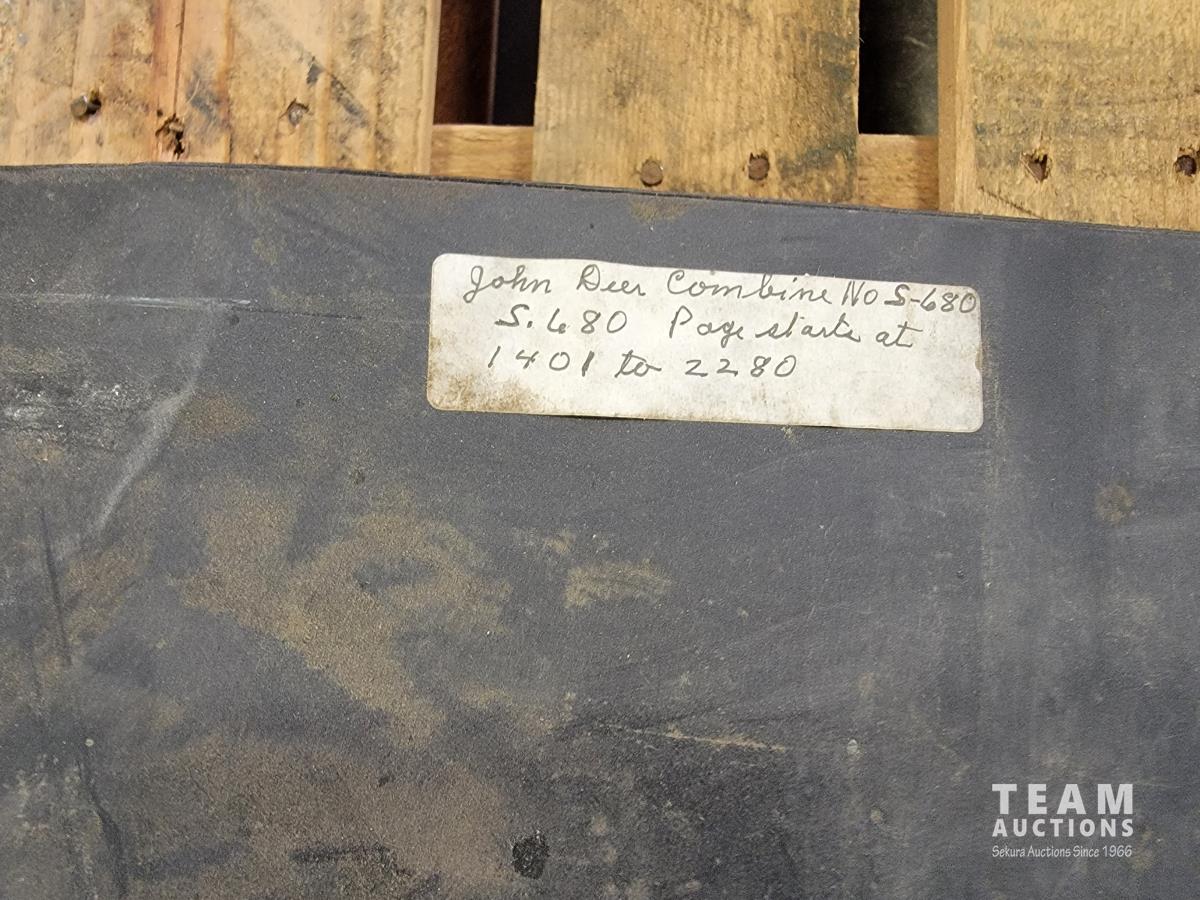 John Deer Combine No S-680
S.680 Page starts at
1401 to 2280
TEAM
AUCTIONS
Sekura Auctions Since 1966